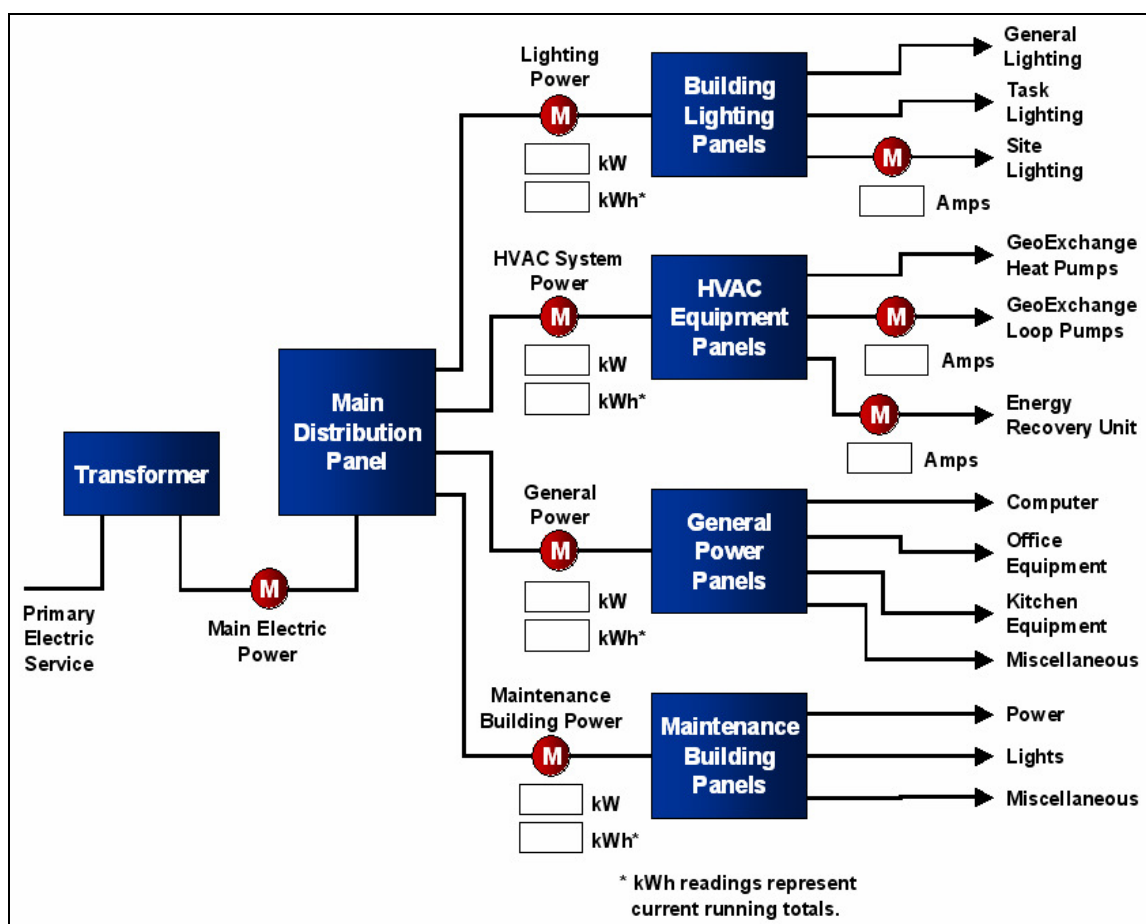 Primary
Electric
Service
Transformer
M
Main Electric
Power
Main
Distribution
Panel
Lighting
Power
M
kW
kWh*
Building
Lighting
Panels
General
Lighting
Task
Lighting
M
Site
Lighting
Amps
HVAC System
Power
M
kW
kWh*
HVAC
Equipment
Panels
GeoExchange
Heat Pumps
M
GeoExchange
Loop Pumps
Amps
M
Energy
Recovery Unit
Amps
General
Power
M
kW
kWh*
General
Power
Panels
Computer
Office
Equipment
Kitchen
Equipment
Miscellaneous
Maintenance
Building Power
M
kW
kWh*
Maintenance
Building
Panels
Power
Lights
Miscellaneous
* kWh readings represent
current running totals.